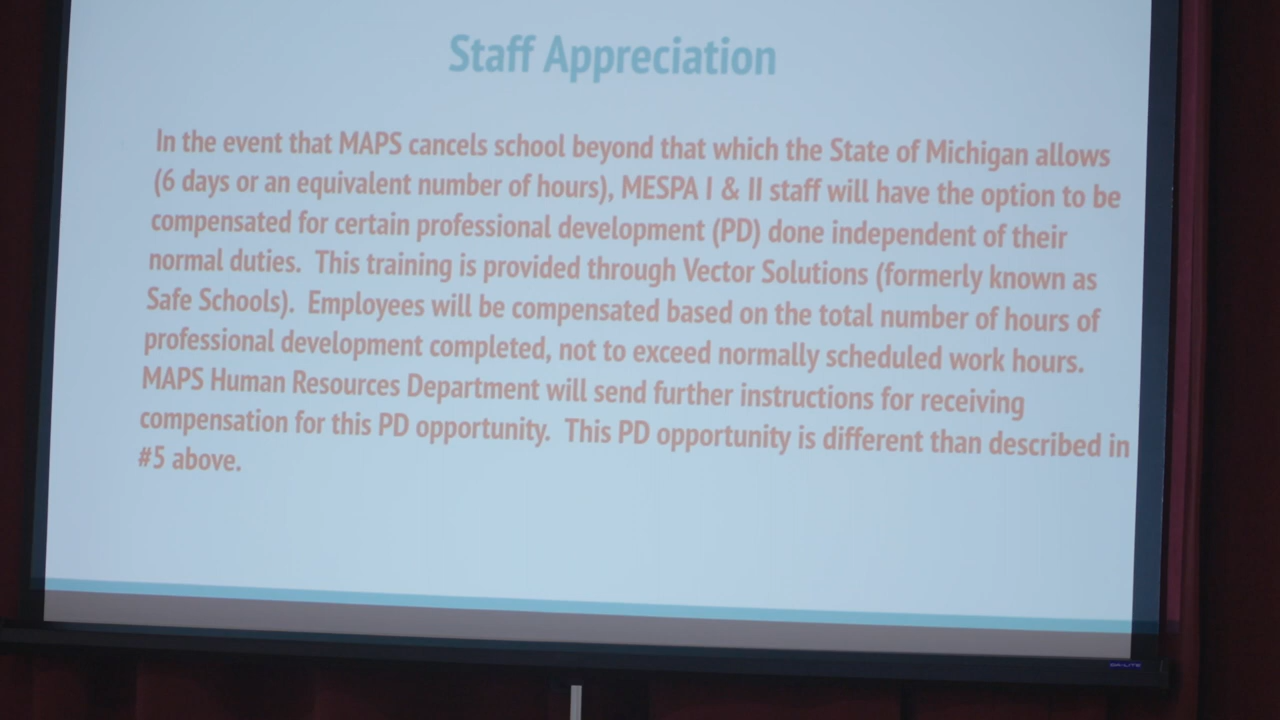 Staff Appreciation
In the event that MAPS cancels school beyond that which the State of Michigan allows
(6 days or an equivalent number of hours), MESPA I & II staff will have the option to be
compensated for certain professional development (PD) done independent of their
normal duties.  This training is provided through Vector Solutions (formerly known as
Safe Schools).  Employees will be compensated based on the total number of hours of
professional development completed, not to exceed normally scheduled work hours.
MAPS Human Resources Department will send further instructions for receiving
compensation for this PD opportunity.  This PD opportunity is different than described in
#5 above.
DA-LITE